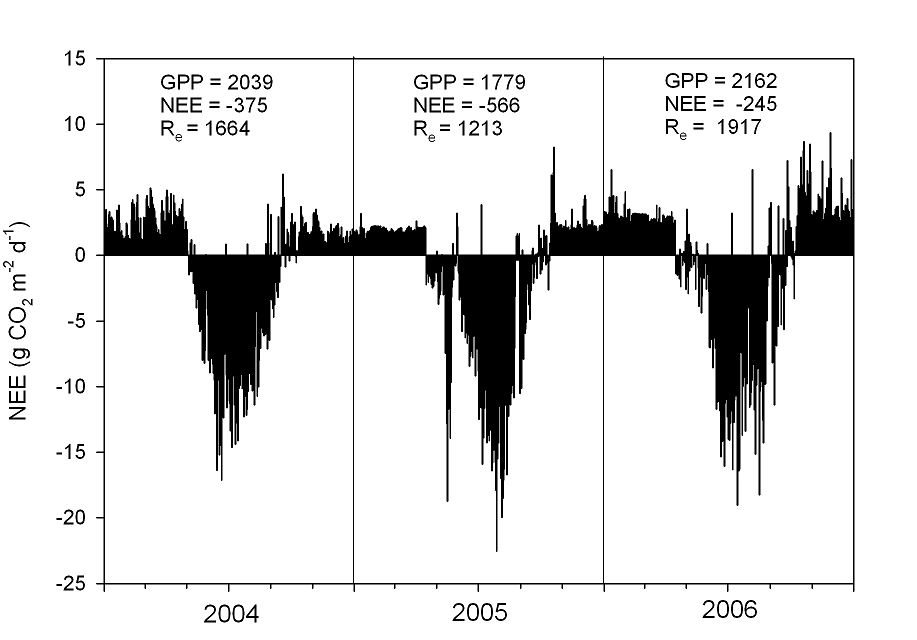 15
10
5
0
-5
-10
-15
-20
-25
NEE (g CO₂ m⁻² d⁻¹)
GPP = 2039
NEE = -375
Rₑ = 1664
GPP = 1779
NEE = -566
Rₑ = 1213
GPP = 2162
NEE = -245
Rₑ = 1917
2004
2005
2006